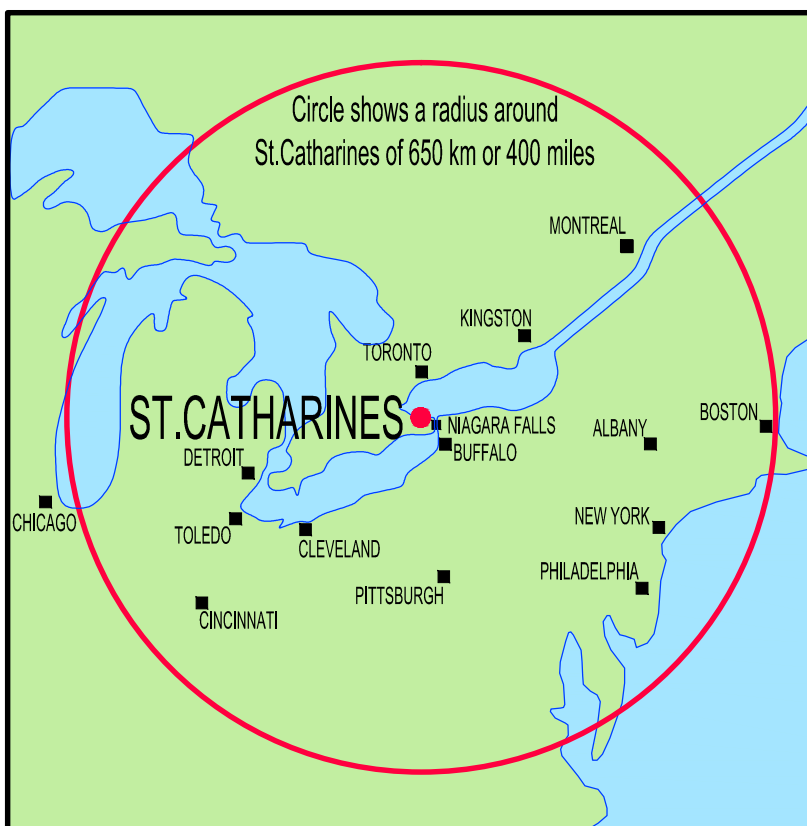 Circle shows a radius around
St.Catharines of 650 km or 400 miles
MONTREAL
KINGSTON
TORONTO
ST.CATHARINES
NIAGARA FALLS
BUFFALO
ALBANY
BOSTON
DETROIT
CHICAGO
TOLEDO
CLEVELAND
NEW YORK
PITTSBURGH
PHILADELPHIA
CINCINNATI